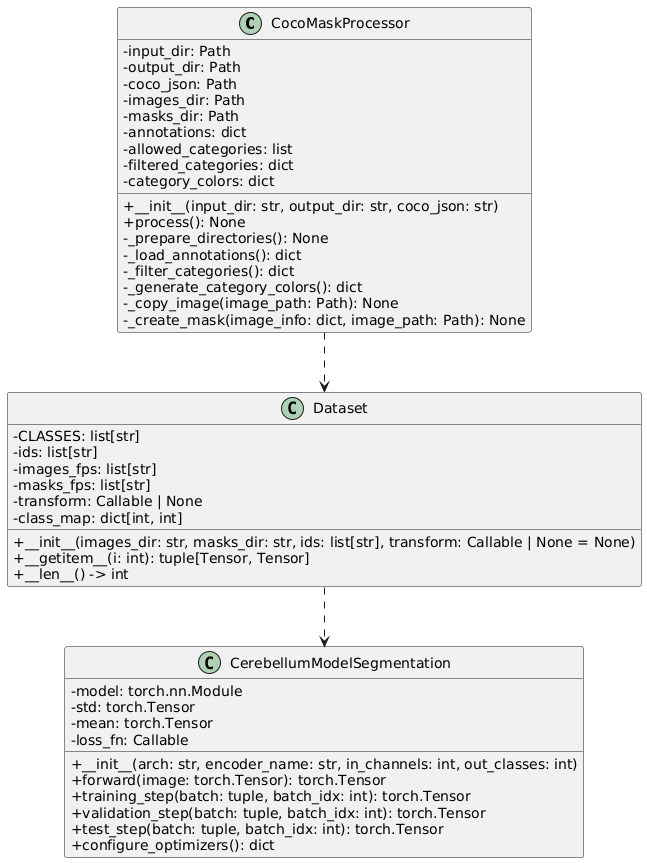 C CocoMaskProcessor
-input_dir: Path
-output_dir: Path
-coco_json: Path
-images_dir: Path
-masks_dir: Path
-annotations: dict
-allowed_categories: list
-filtered_categories: dict
-category_colors: dict
+__init__(input_dir: str, output_dir: str, coco_json: str)
+process(): None
-_prepare_directories(): None
-_load_annotations(): dict
-_filter_categories(): dict
-_generate_category_colors(): dict
-_copy_image(image_path: Path): None
-_create_mask(image_info: dict, image_path: Path): None
C Dataset
-CLASSES: list[str]
-ids: list[str]
-images_fps: list[str]
-masks_fps: list[str]
-transform: Callable | None
-class_map: dict[int, int]
+__init__(images_dir: str, masks_dir: str, ids: list[str], transform: Callable | None = None)
+__getitem__(i: int): tuple[Tensor, Tensor]
+__len__() -> int
C CerebellumModelSegmentation
-model: torch.nn.Module
-std: torch.Tensor
-mean: torch.Tensor
-loss_fn: Callable
+__init__(arch: str, encoder_name: str, in_channels: int, out_classes: int)
+forward(image: torch.Tensor): torch.Tensor
+training_step(batch: tuple, batch_idx: int): torch.Tensor
+validation_step(batch: tuple, batch_idx: int): torch.Tensor
+test_step(batch: tuple, batch_idx: int): torch.Tensor
+configure_optimizers(): dict